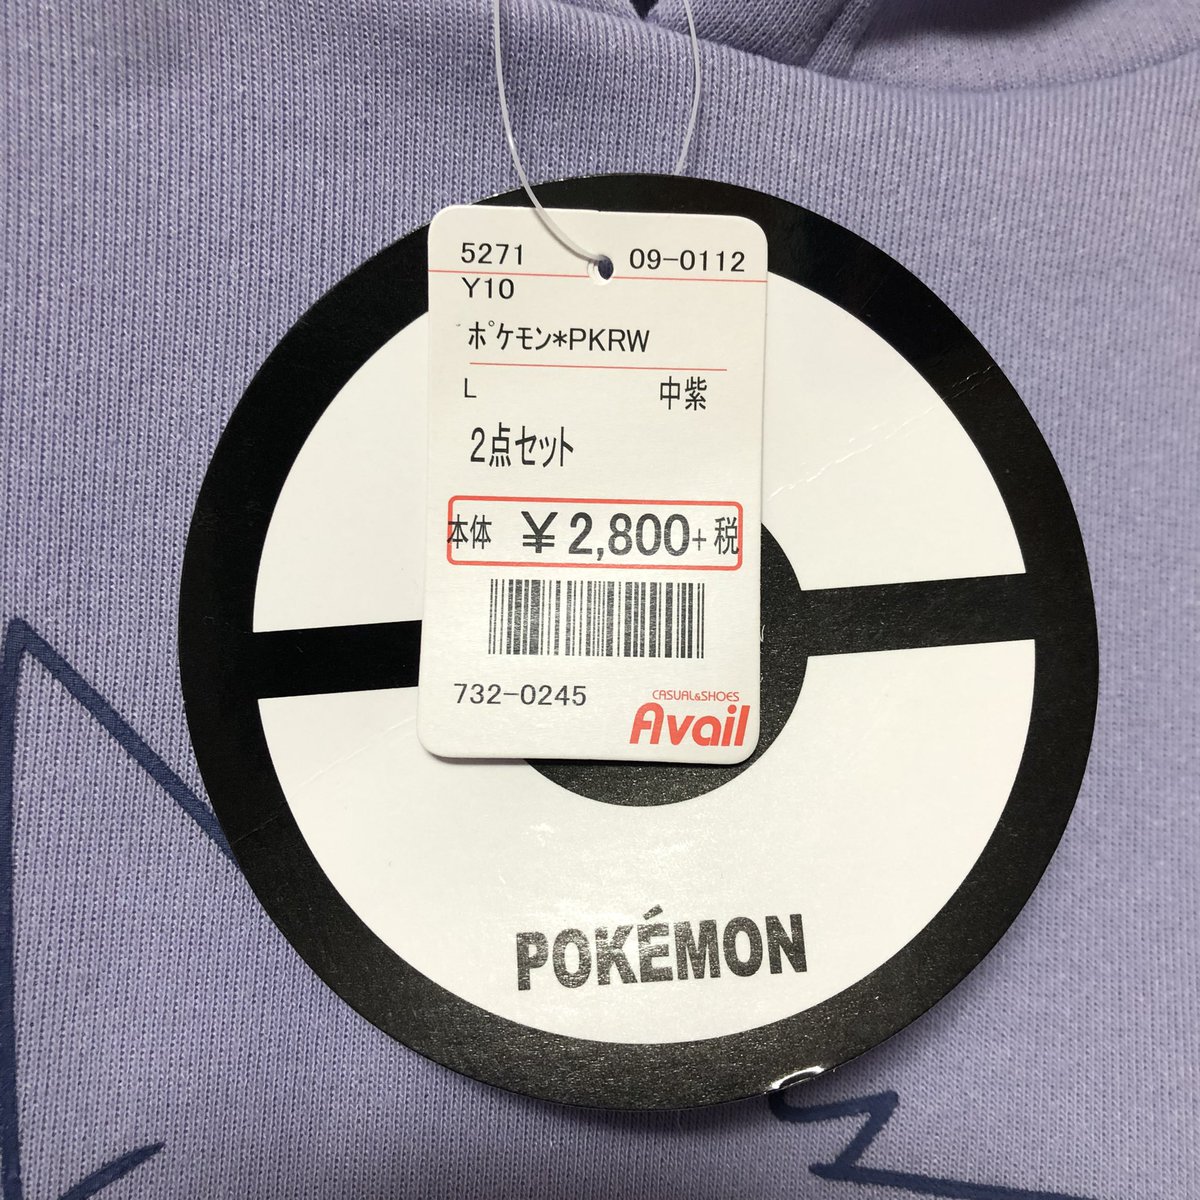 5271 09-0112
Y10
ﾎﾟｹﾓﾝ*PKRW
L 中紫
2点ｾｯﾄ
本体 ¥2,800+税
732-0245
CASUAL&SHOES
Avail
POKÉMON